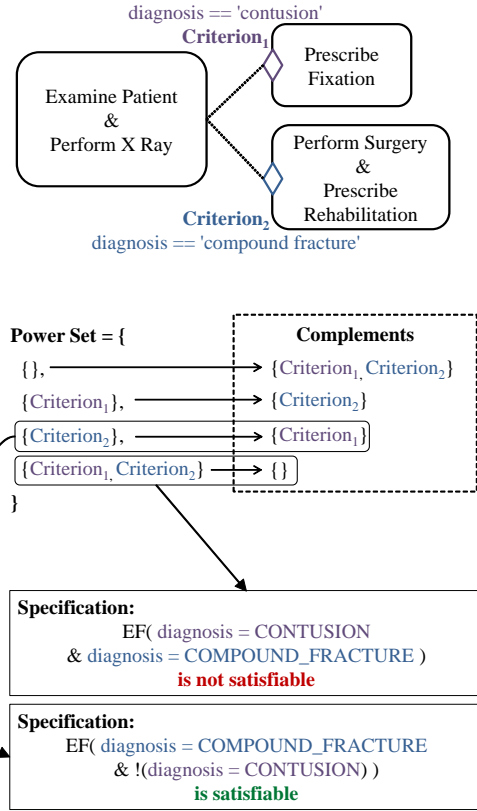 diagnosis == 'contusion'
Criterion₁
Prescribe
Fixation
Examine Patient
&
Perform X Ray
Perform Surgery
&
Prescribe
Rehabilitation
Criterion₂
diagnosis == 'compound fracture'
Power Set = {
Complements
{}, {Criterion₁, Criterion₂}
{Criterion₁}, {Criterion₂}
{Criterion₂}, {Criterion₁}
{Criterion₁, Criterion₂} {}
}
Specification:
EF( diagnosis = CONTUSION
& diagnosis = COMPOUND_FRACTURE )
is not satisfiable
Specification:
EF( diagnosis = COMPOUND_FRACTURE
& !(diagnosis = CONTUSION) )
is satisfiable